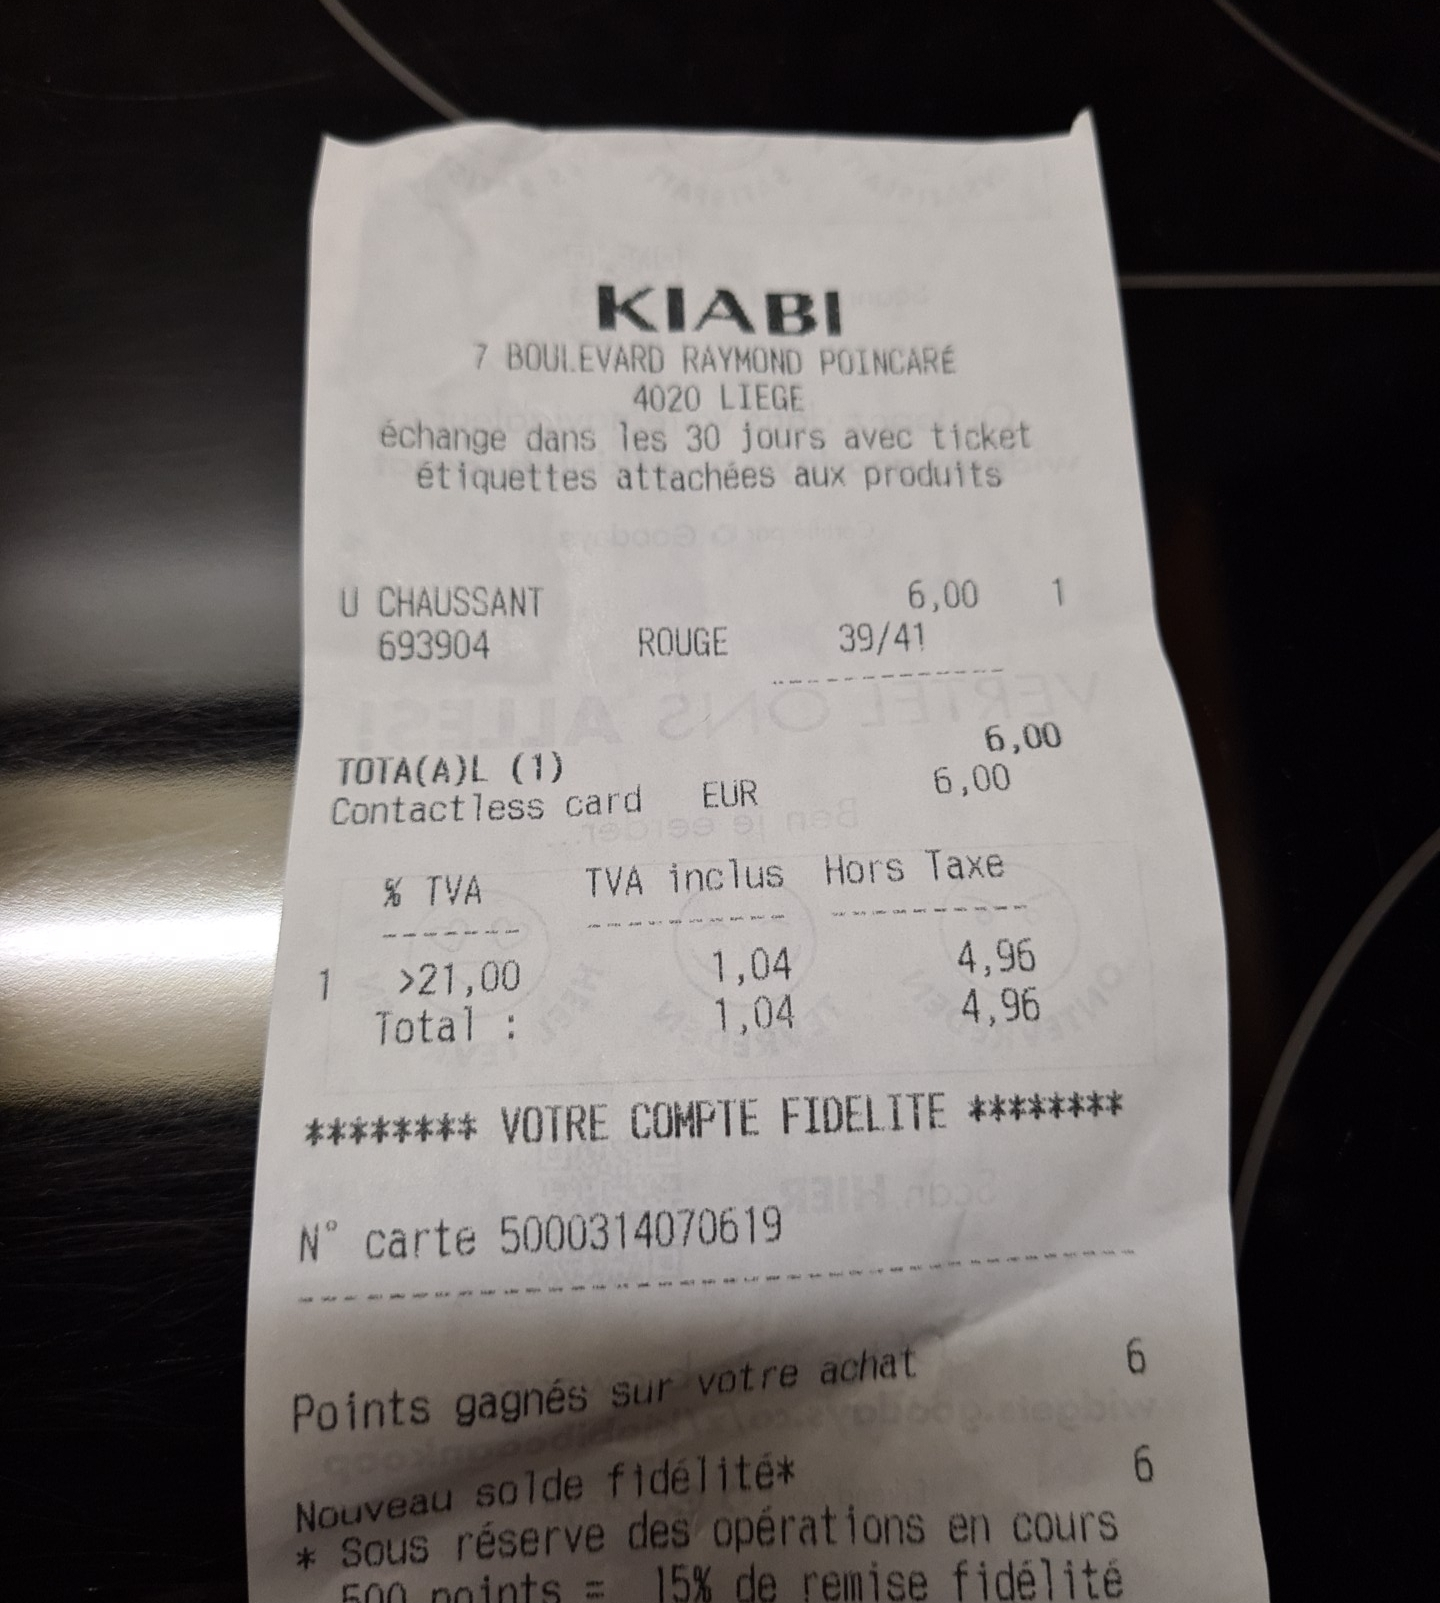 KIABI
7 BOULEVARD RAYMOND POINCARÉ
4020 LIEGE
échange dans les 30 jours avec ticket
étiquettes attachées aux produits
U CHAUSSANT 6,00 1
693904 ROUGE 39/41
TOTA(A)L (1) 6,00
Contactless card EUR 6,00
% TVA TVA inclus Hors Taxe
1 >21,00 1,04 4,96
Total : 1,04 4,96
******** VOTRE COMPTE FIDELITE ********
N° carte 5000314070619
Points gagnés sur votre achat 6
Nouveau solde fidélité* 6
* Sous réserve des opérations en cours
500 points = 15% de remise fidélité